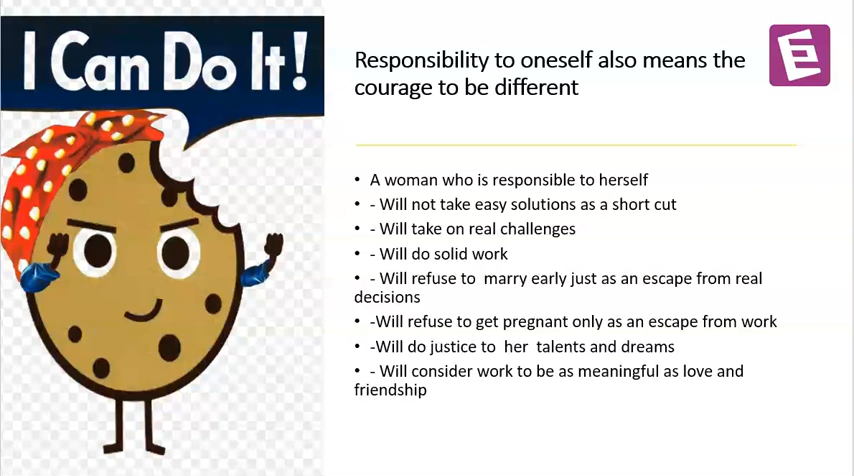 I Can Do It!
Responsibility to oneself also means the
courage to be different
• A woman who is responsible to herself
• - Will not take easy solutions as a short cut
• - Will take on real challenges
• - Will do solid work
• - Will refuse to  marry early just as an escape from real
decisions
• -Will refuse to get pregnant only as an escape from work
• -Will do justice to  her  talents and dreams
• - Will consider work to be as meaningful as love and
friendship